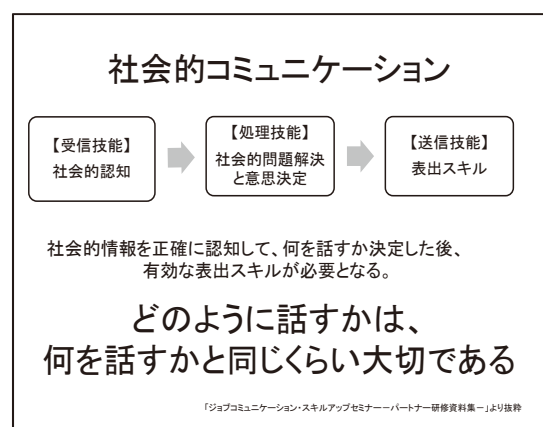 社会的コミュニケーション
【受信技能】
社会的認知
【処理技能】
社会的問題解決
と意思決定
【送信技能】
表出スキル
社会的情報を正確に認知して、何を話すか決定した後、
有効な表出スキルが必要となる。
どのように話すかは、
何を話すかと同じくらい大切である
「ジョブコミュニケーション・スキルアップセミナー－パートナー研修資料集－」より抜粋